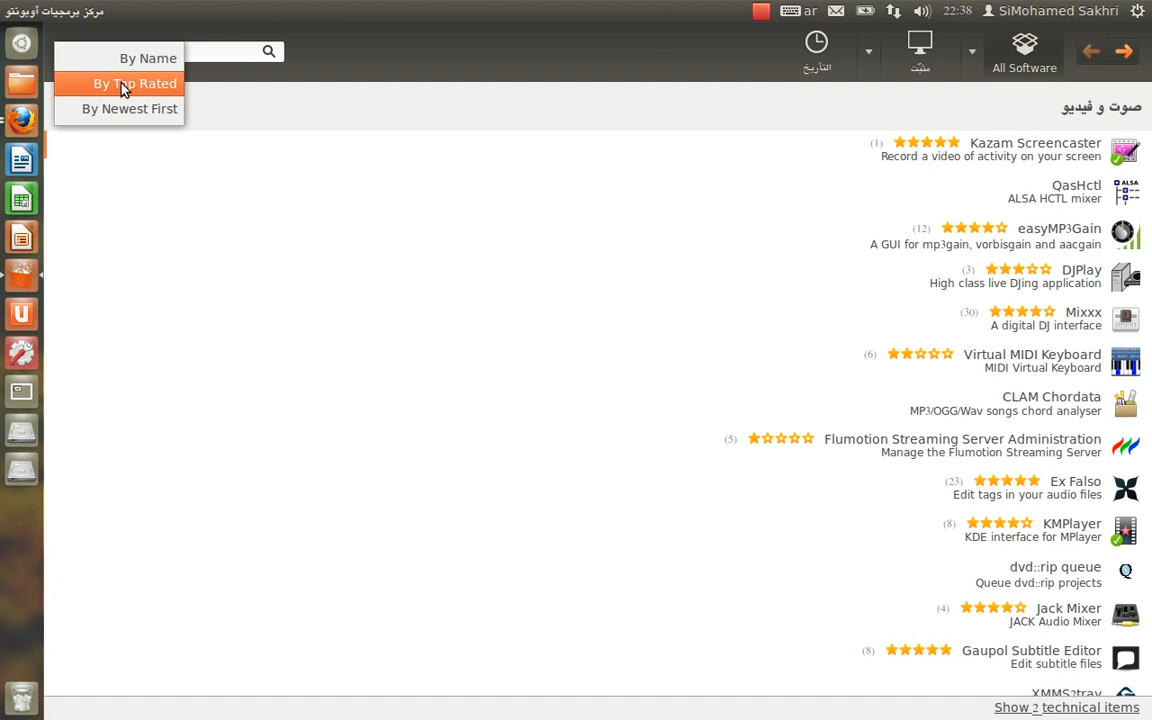 مركز برمجيات أوبونتو
ar
22:38
SiMohamed Sakhri
By Name
By Top Rated
By Newest First
التأريخ
مثبّت
All Software
صوت و فيديو
Kazam Screencaster (1)
Record a video of activity on your screen
QasHctl
ALSA HCTL mixer
easyMP3Gain (12)
A GUI for mp3gain, vorbisgain and aacgain
DJPlay (3)
High class live DJing application
Mixxx (30)
A digital DJ interface
Virtual MIDI Keyboard (6)
MIDI Virtual Keyboard
CLAM Chordata
MP3/OGG/Wav songs chord analyser
Flumotion Streaming Server Administration (5)
Manage the Flumotion Streaming Server
Ex Falso (23)
Edit tags in your audio files
KMPlayer (8)
KDE interface for MPlayer
dvd::rip queue
Queue dvd::rip projects
Jack Mixer (4)
JACK Audio Mixer
Gaupol Subtitle Editor (8)
Edit subtitle files
XMMS2tray
Show 2 technical items